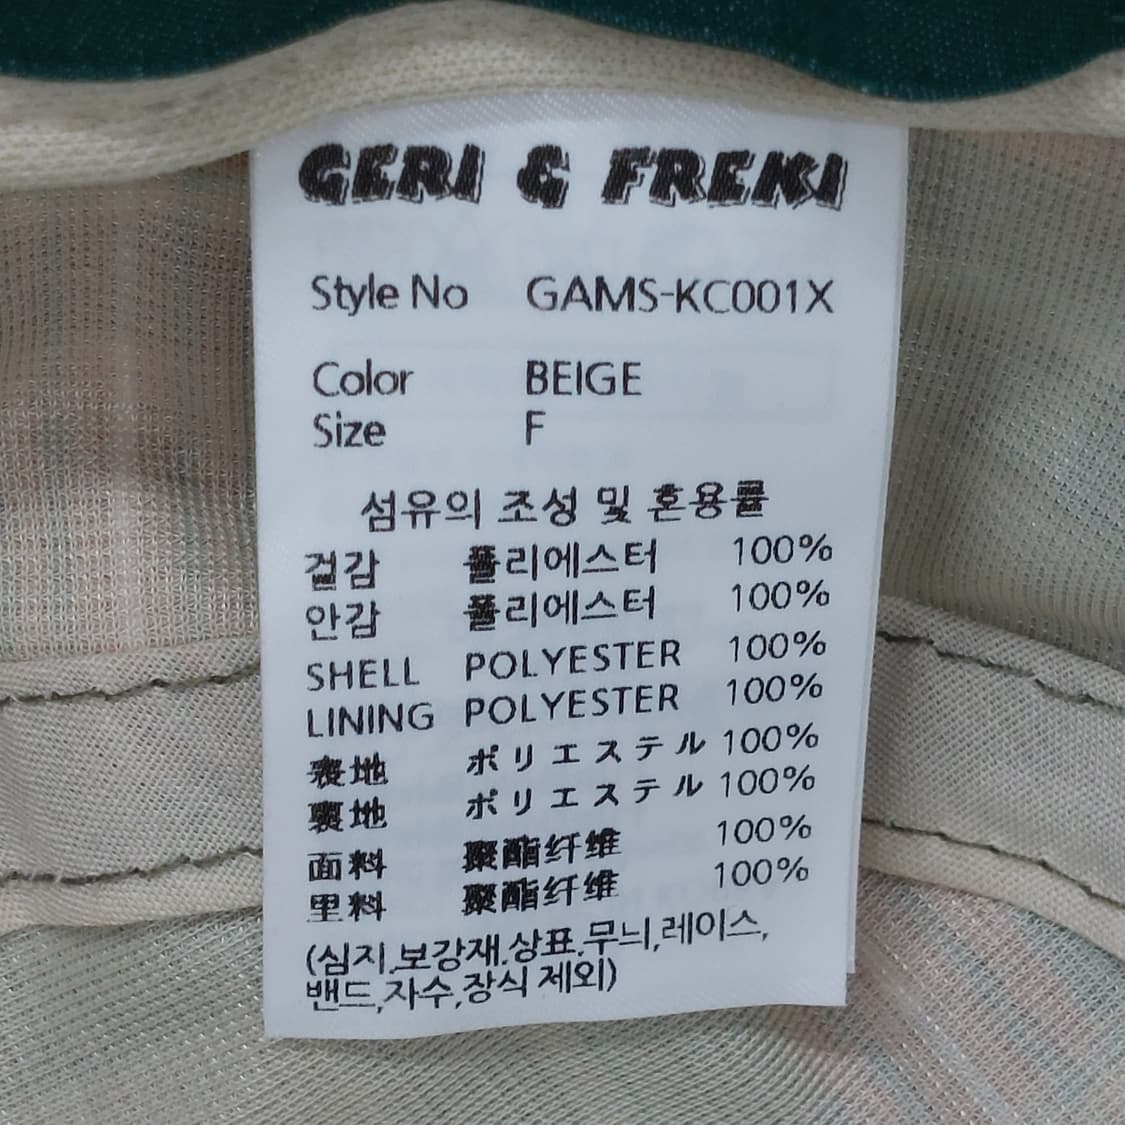 GERI & FREKI
Style No GAMS-KC001X
Color BEIGE
Size F
섬유의 조성 및 혼용률
겉감 폴리에스터 100%
안감 폴리에스터 100%
SHELL POLYESTER 100%
LINING POLYESTER 100%
表地 ポリエステル 100%
裏地 ポリエステル 100%
面料 聚酯纤维 100%
里料 聚酯纤维 100%
(심지,보강재,상표,무늬,레이스,
밴드,자수,장식 제외)